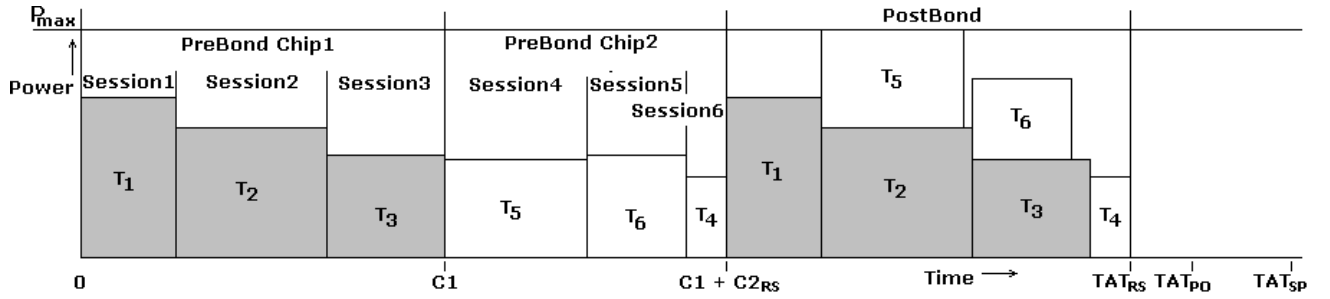 Pmax
PostBond
PreBond Chip1
PreBond Chip2
Power
Session1
Session2
Session3
Session4
Session5
Session6
T5
T6
T1
T2
T3
T5
T6
T4
T1
T2
T3
T4
0
C1
C1 + C2RS
Time
TATRS
TATPO
TATSP